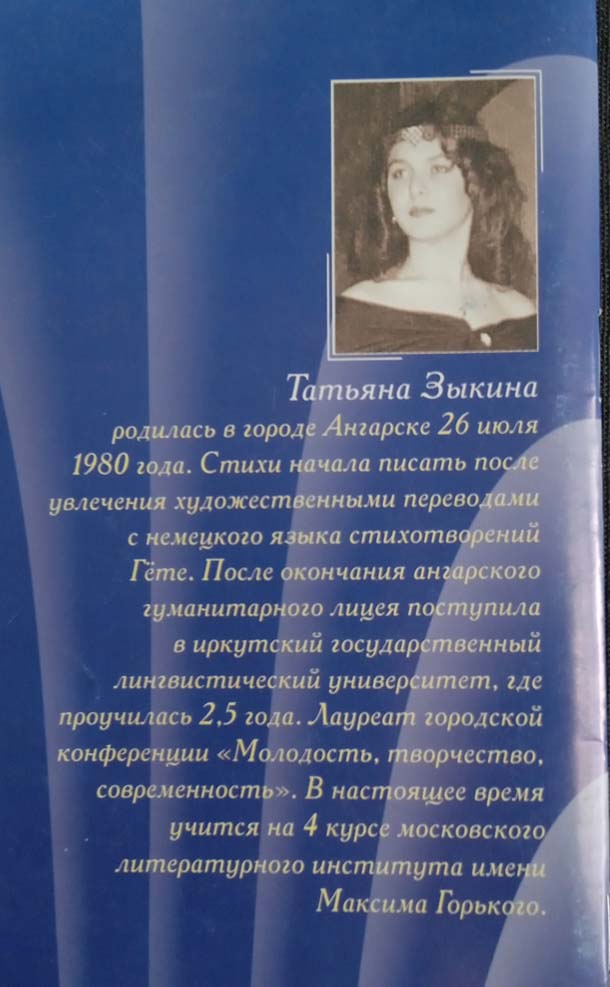 Татьяна Зыкина
родилась в городе Ангарске 26 июля
1980 года. Стихи начала писать после
увлечения художественными переводами
с немецкого языка стихотворений
Гёте. После окончания ангарского
гуманитарного лицея поступила
в иркутский государственный
лингвистический университет, где
проучилась 2,5 года. Лауреат городской
конференции «Молодость, творчество,
современность». В настоящее время
учится на 4 курсе московского
литературного института имени
Максима Горького.